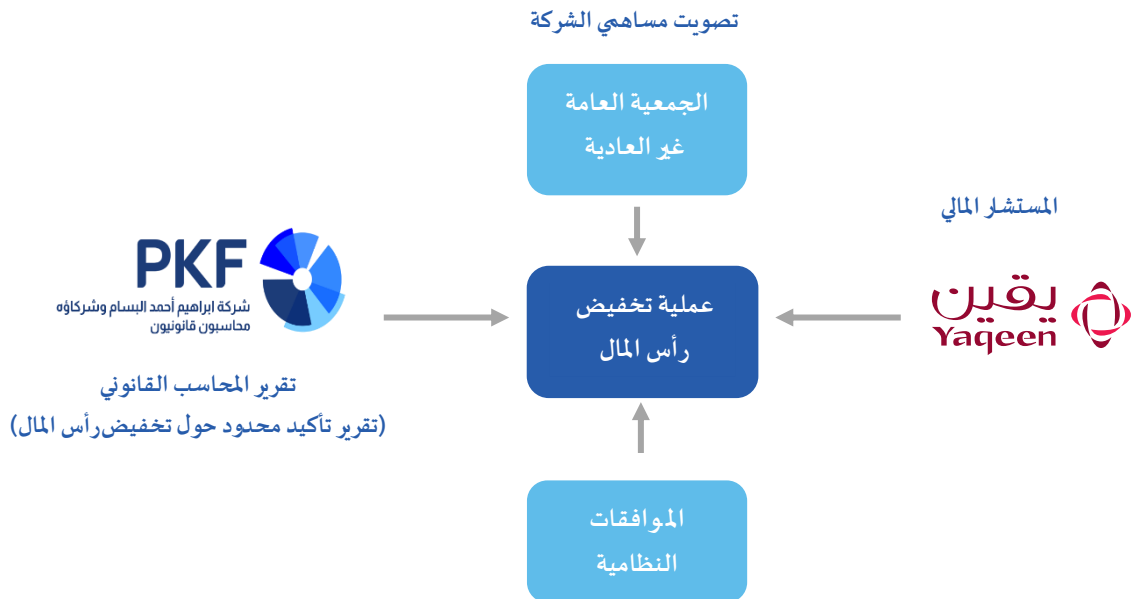 تصويت مساهمي الشركة
الجمعية العامة
غير العادية
المستشار المالي
يقين
Yaqeen
عملية تخفيض
رأس المال
PKF
شركة ابراهيم أحمد البسام وشركاؤه
محاسبون قانونيون
تقرير المحاسب القانوني
(تقرير تأكيد محدود حول تخفيض رأس المال)
الموافقات
النظامية